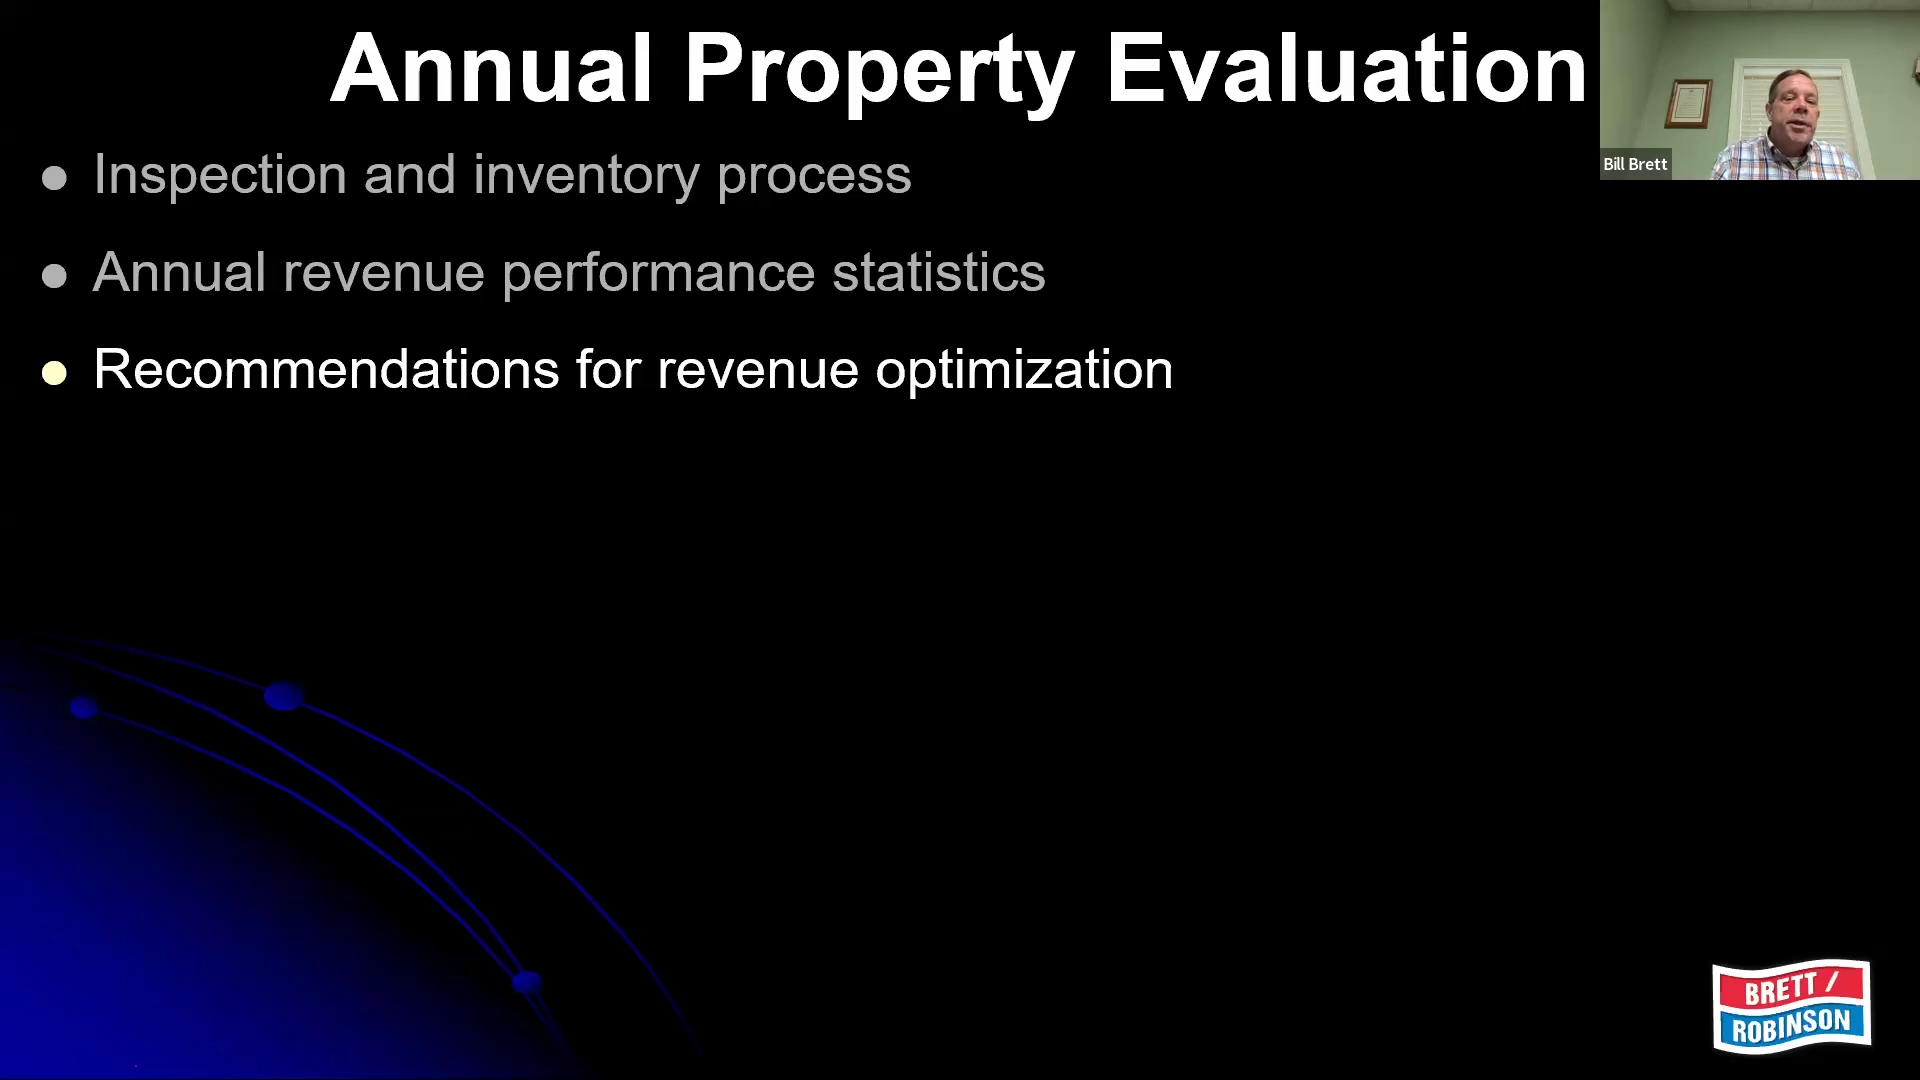 Annual Property Evaluation
Bill Brett
Inspection and inventory process
Annual revenue performance statistics
Recommendations for revenue optimization
BRETT /
ROBINSON